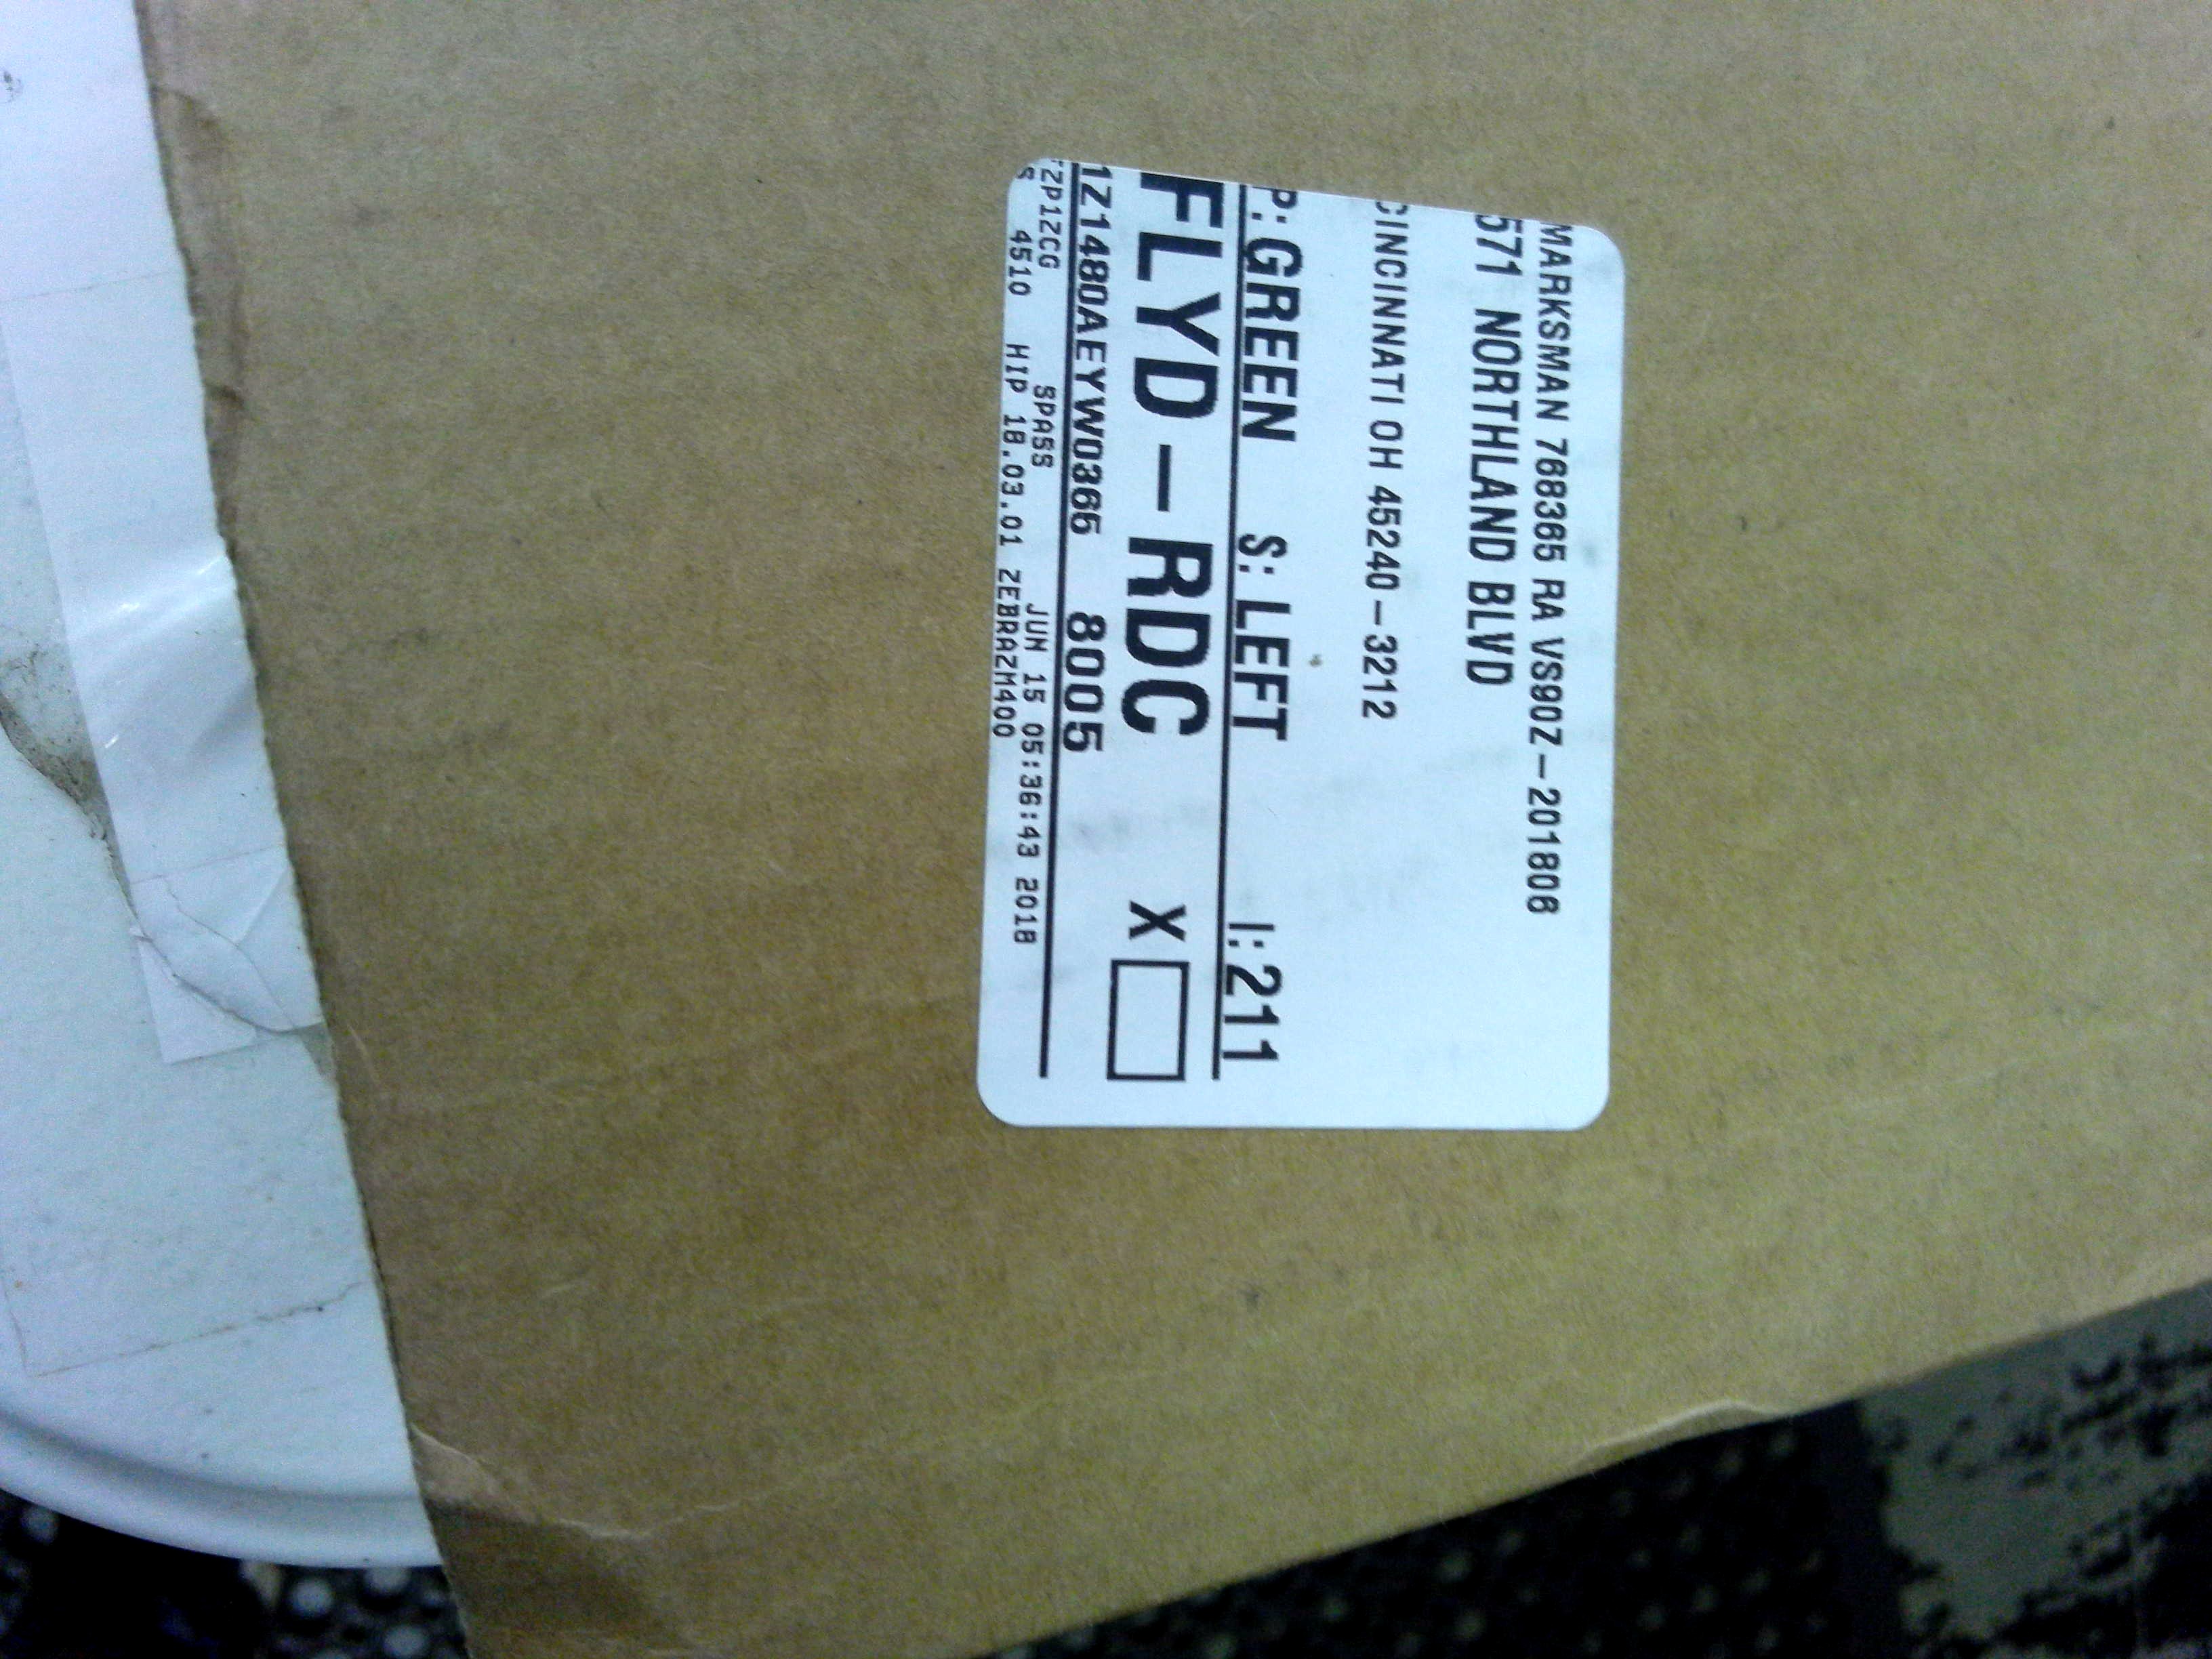 MARKSMAN 768365 RA VS90Z-201806
571 NORTHLAND BLVD
CINCINNATI OH 45240-3212
P: GREEN S: LEFT I: 211
FLYD-RDC X
1Z1480AEYW0366 8005
TZP1ZCG SPASS JUN 15 05:36:43 2018
S 4510 HIP 18.03.01 ZEBRAZM400